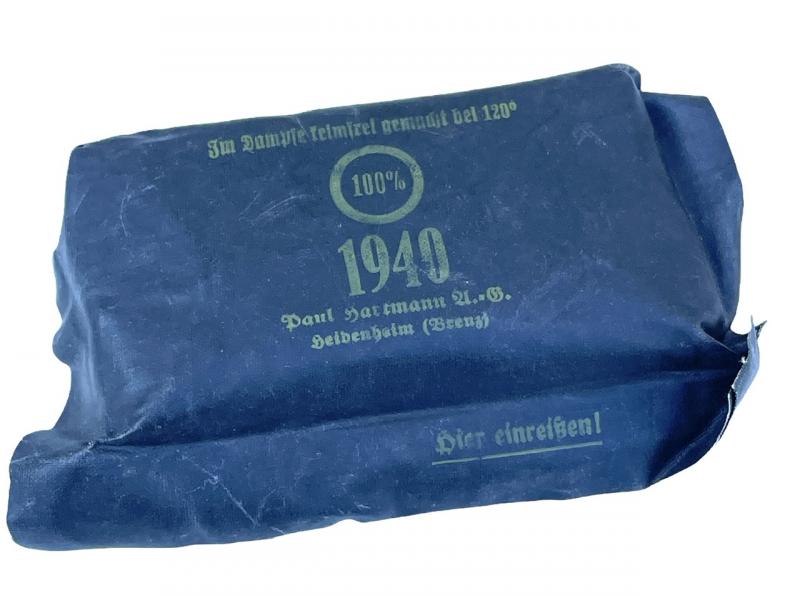 Im Dampfe keimfrei gemacht bei 120°
100%
1940
Paul Hartmann A.-G.
Heidenheim (Brenz)
Hier einreißen!